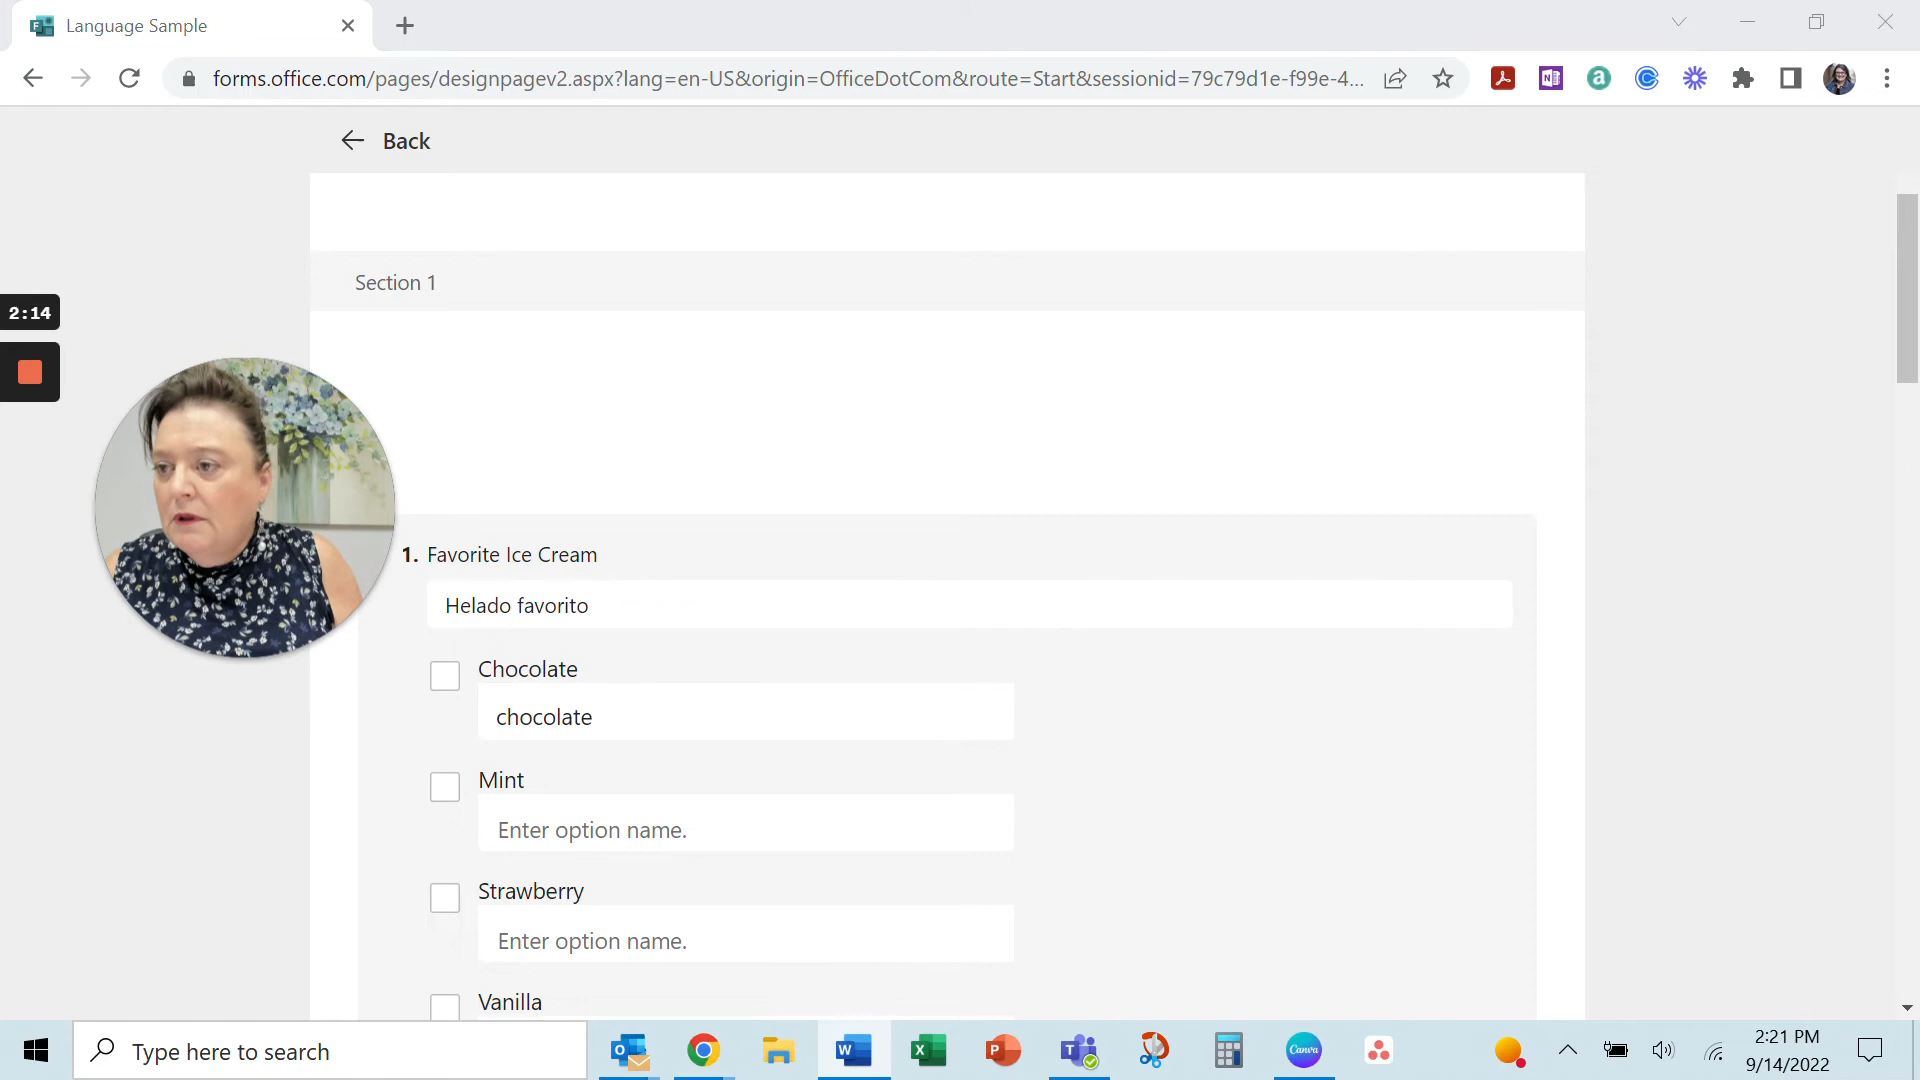 Language Sample
forms.office.com/pages/designpagev2.aspx?lang=en-US&origin=OfficeDotCom&route=Start&sessionid=79c79d1e-f99e-4...
Back
Section 1
2:14
1. Favorite Ice Cream
Helado favorito
Chocolate
chocolate
Mint
Enter option name.
Strawberry
Enter option name.
Vanilla
Type here to search
Canva
2:21 PM
9/14/2022